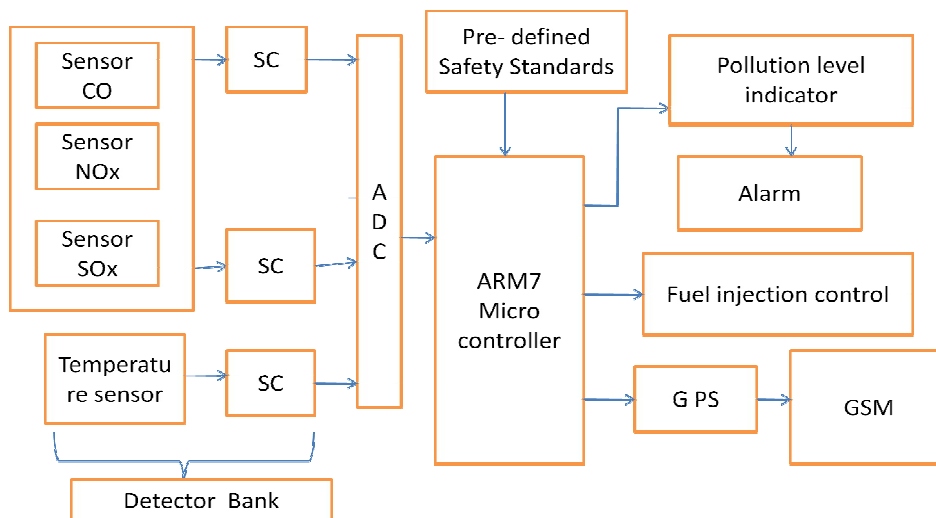 Sensor
CO
Sensor
NOx
Sensor
SOx
Temperatu
re sensor
SC
SC
SC
Detector Bank
A
D
C
Pre- defined
Safety Standards
ARM7
Micro
controller
Pollution level
indicator
Alarm
Fuel injection control
G PS
GSM